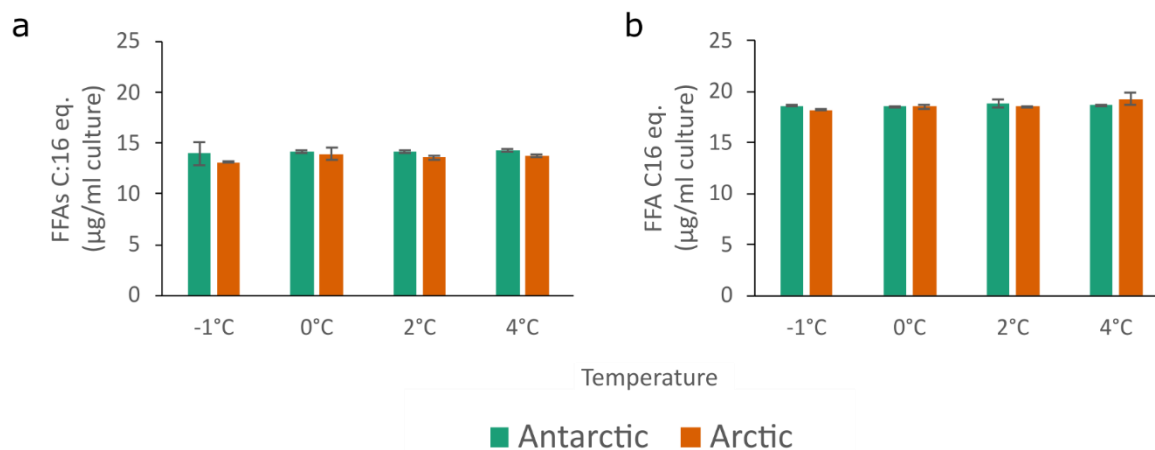 a
FFAs C:16 eq.
(µg/ml culture)
25
20
15
10
5
0
-1°C 0°C 2°C 4°C
b
FFA C16 eq.
(µg/ml culture)
25
20
15
10
5
0
-1°C 0°C 2°C 4°C
Temperature
Antarctic Arctic